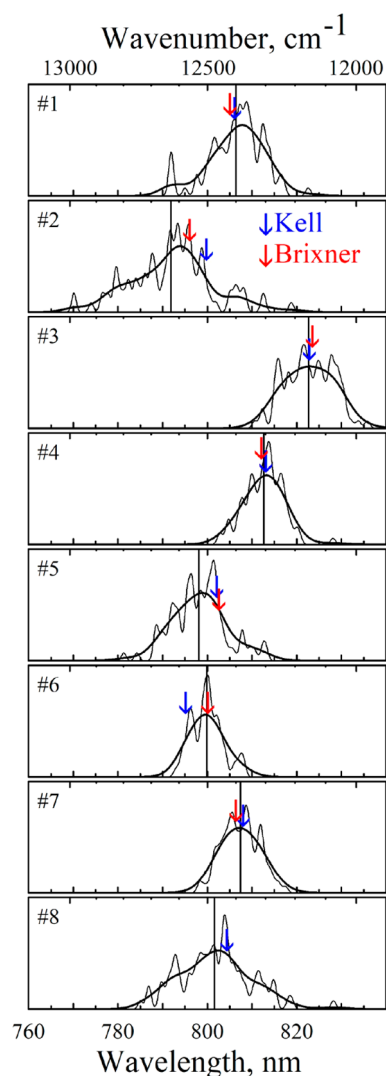 Wavenumber, cm-1
13000 12500 12000
#1
#2
↓Kell
↓Brixner
#3
#4
#5
#6
#7
#8
760 780 800 820
Wavelength, nm